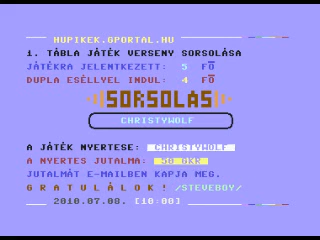 HUPIKEK.GPORTAL.HU
1. TÁBLA JÁTÉK VERSENY SORSOLÁSA
JÁTÉKRA JELENTKEZETT: 5 FŐ
DUPLA ESÉLLYEL INDUL: 4 FŐ
SORSOLÁS
CHRISTYWOLF
A JÁTÉK NYERTESE: CHRISTYWOLF
A NYERTES JUTALMA: 50 GKR
JUTALMÁT E-MAILBEN KAPJA MEG.
G R A T U L Á L O K ! /STEVEBOY/
2010.07.08. [10:00]